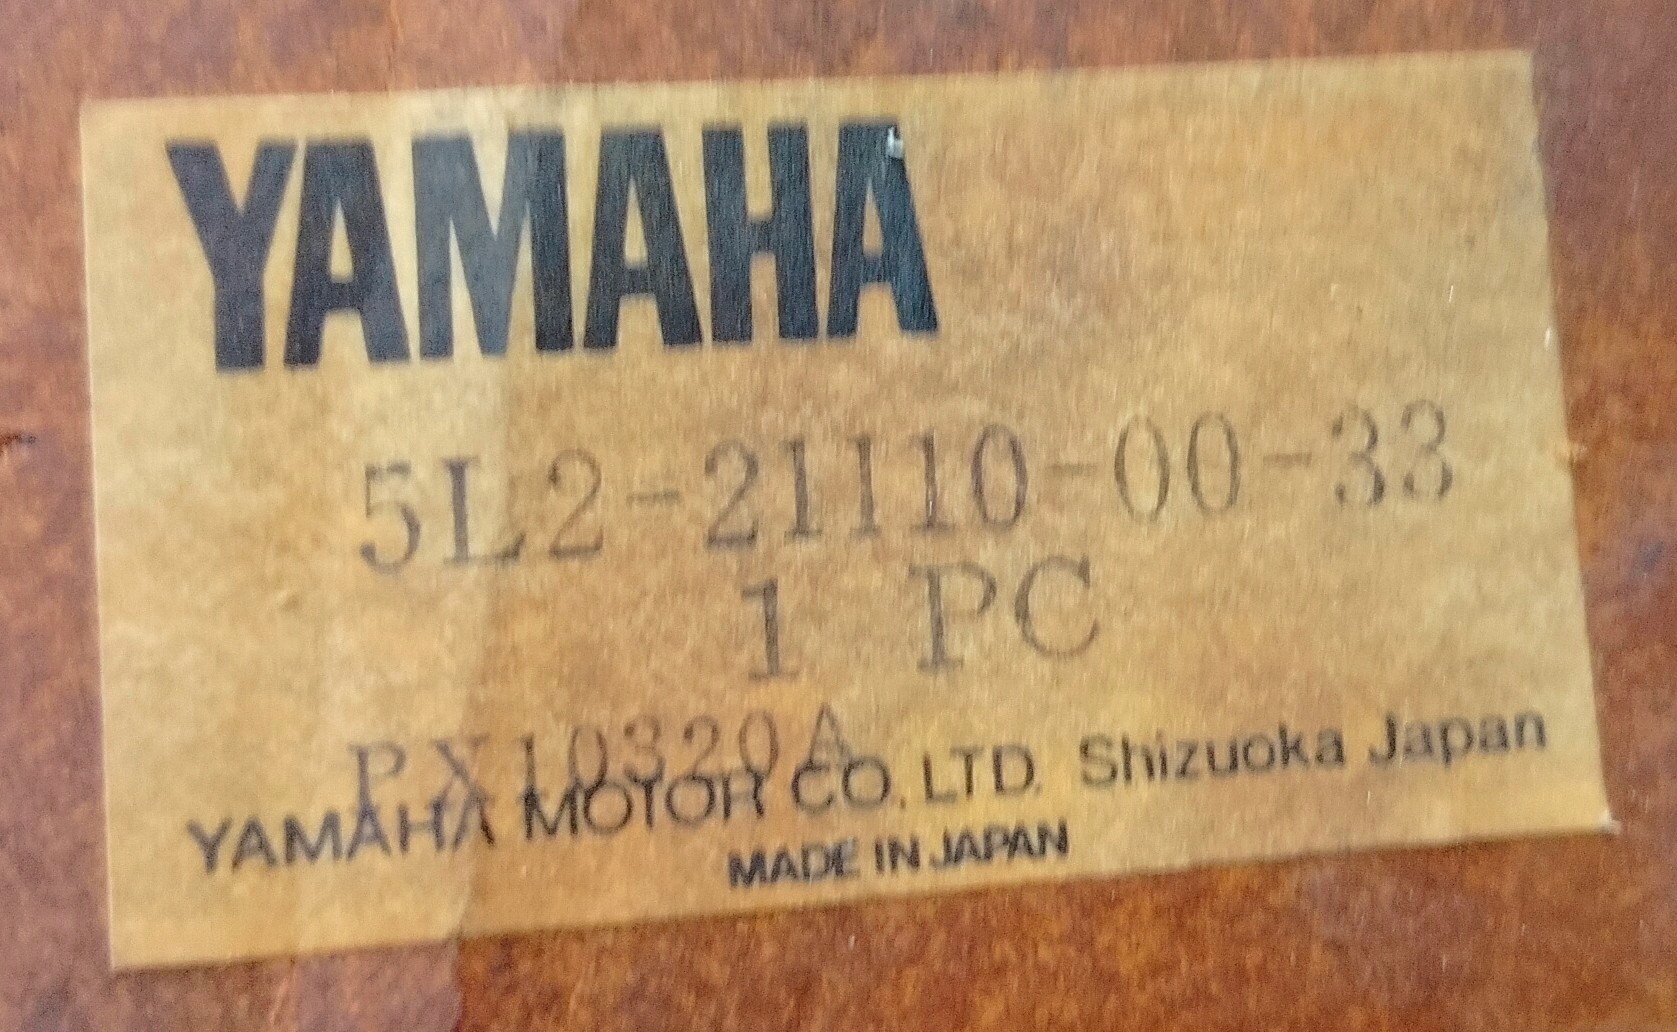 YAMAHA
5L2-21110-00-33
1 PC
PX10320A
YAMAHA MOTOR CO., LTD. Shizuoka Japan
MADE IN JAPAN